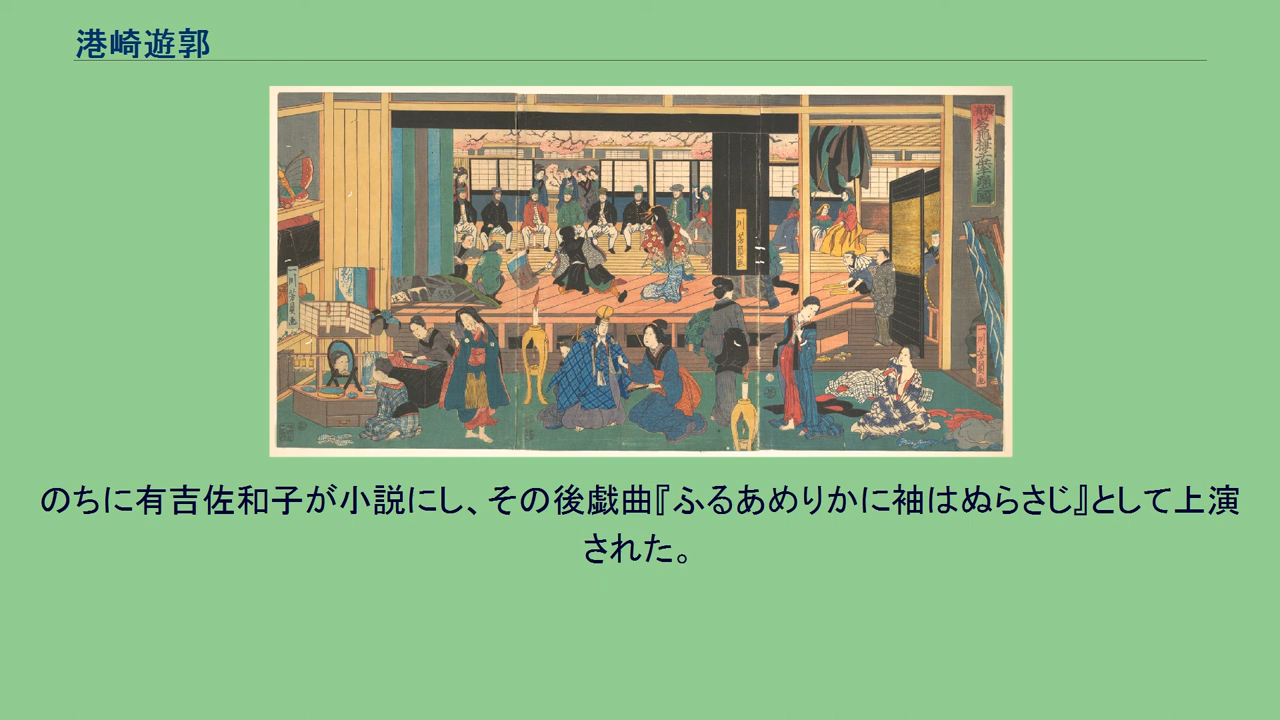 港崎遊郭
のちに有吉佐和子が小説にし、その後戯曲『ふるあめりかに袖はぬらさじ』として上演
された。